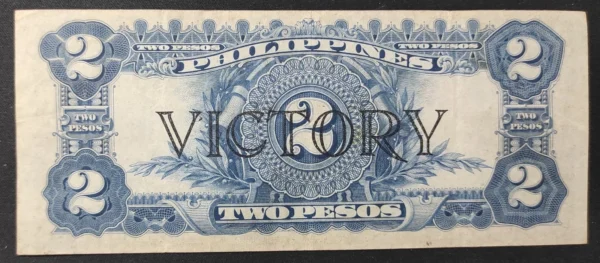 2 TWO PESOS TWO PESOS 2
PHILIPPINES
TWO PESOS TWO PESOS
2
VICTORY
2 TWO PESOS 2